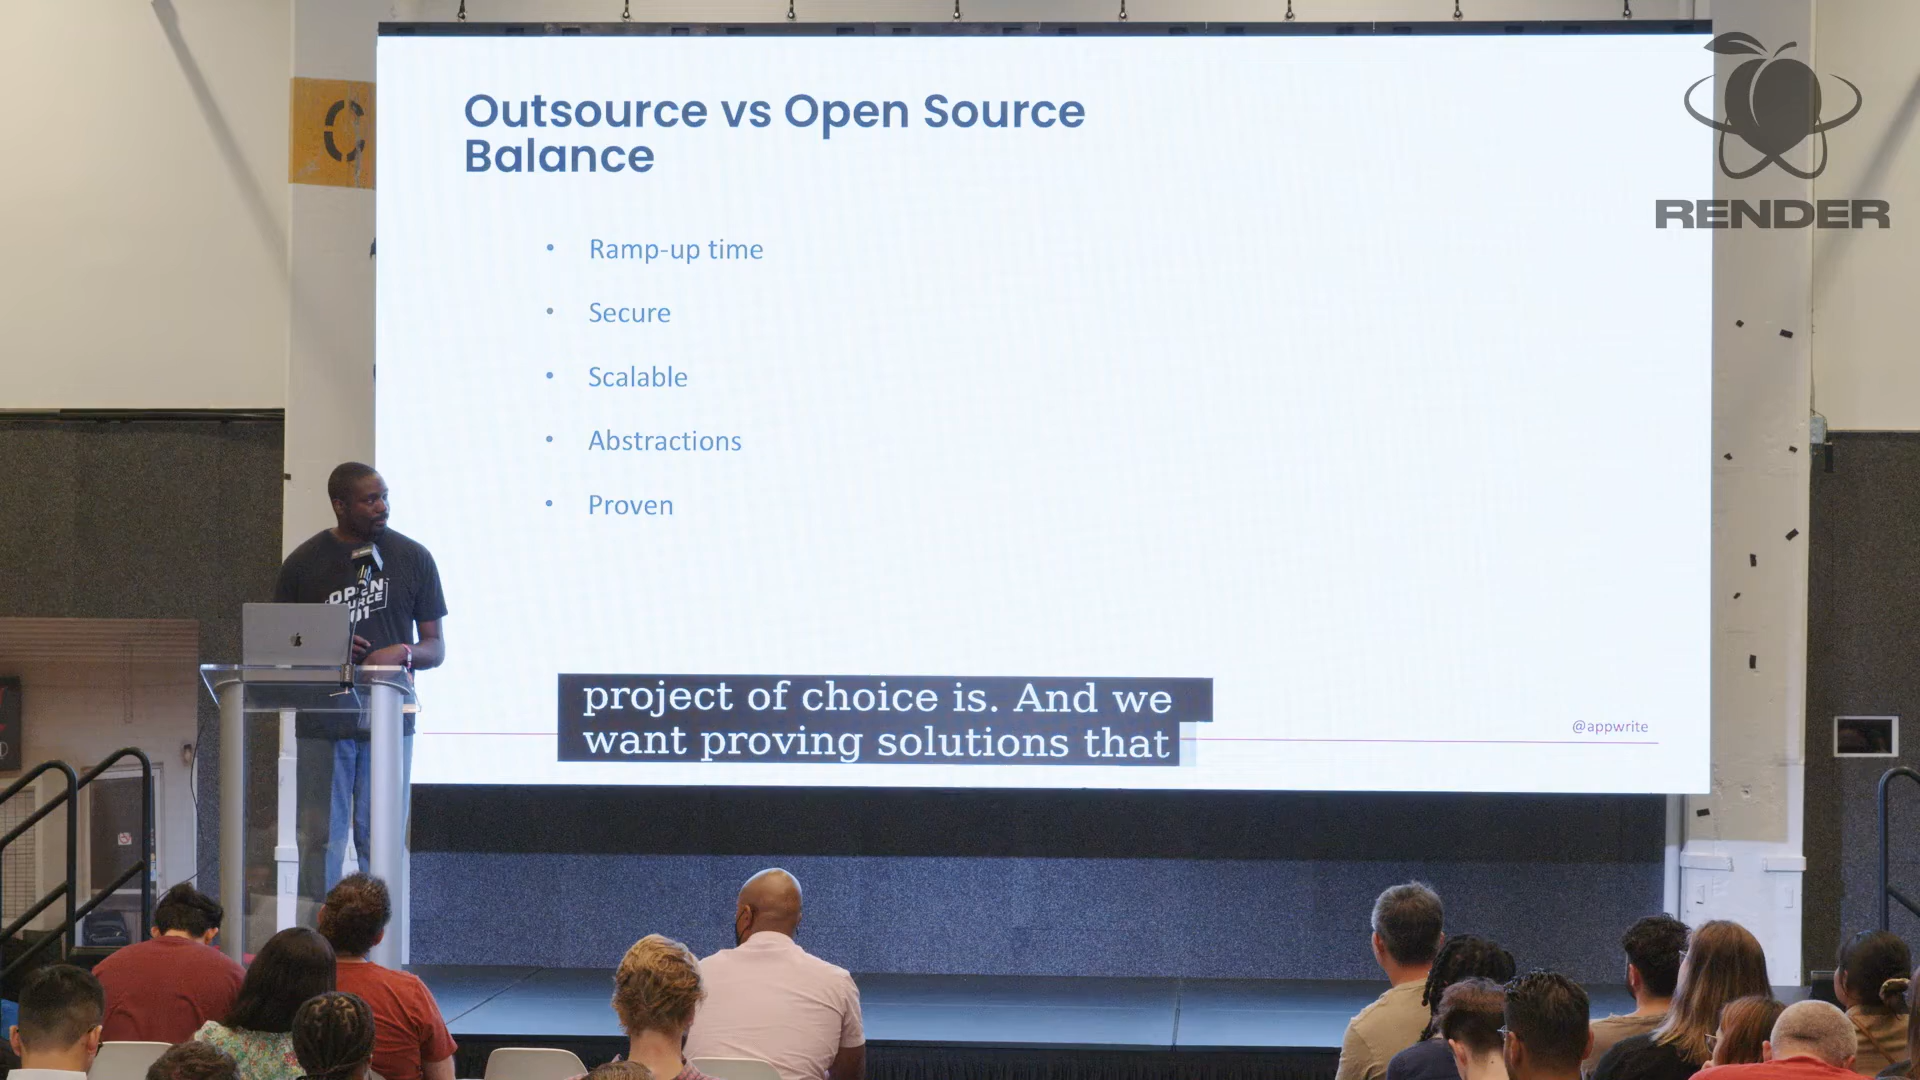 Outsource vs Open Source
Balance
• Ramp-up time
• Secure
• Scalable
• Abstractions
• Proven
RENDER
OPEN
project of choice is. And we
want proving solutions that
@appwrite